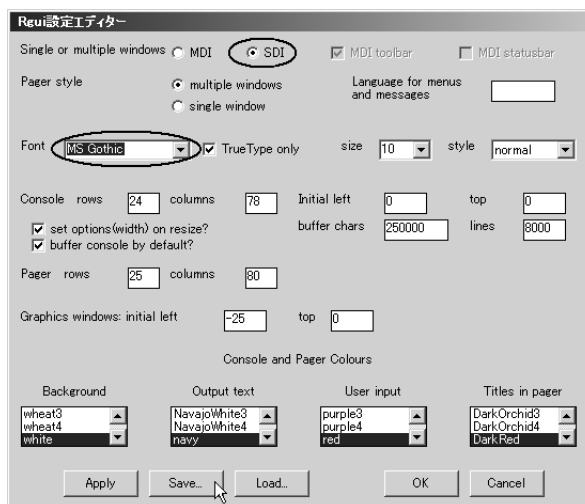 Rgui設定エディター
Single or multiple windows MDI SDI MDI toolbar MDI statusbar
Pager style multiple windows Language for menus
single window and messages
Font MS Gothic TrueType only size 10 style normal
Console rows 24 columns 78 Initial left 0 top 0
set options(width) on resize? buffer chars 250000 lines 8000
buffer console by default?
Pager rows 25 columns 80
Graphics windows: initial left -25 top 0
Console and Pager Colours
Background Output text User input Titles in pager
wheat3 NavajoWhite3 purple3 DarkOrchid3
wheat4 NavajoWhite4 purple4 DarkOrchid4
white navy red DarkRed
Apply Save... Load... OK Cancel